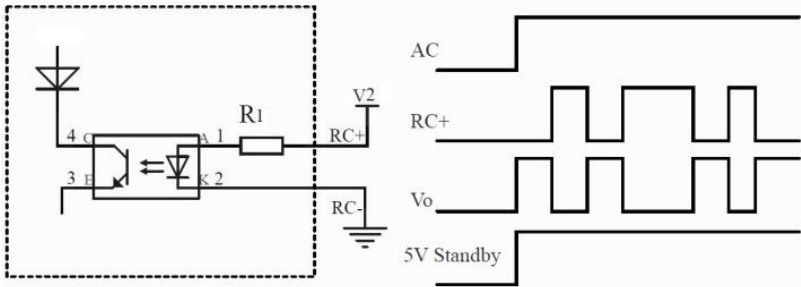 R1
V2
4 C
A 1
RC+
3 E
K 2
RC-
AC
RC+
Vo
5V Standby